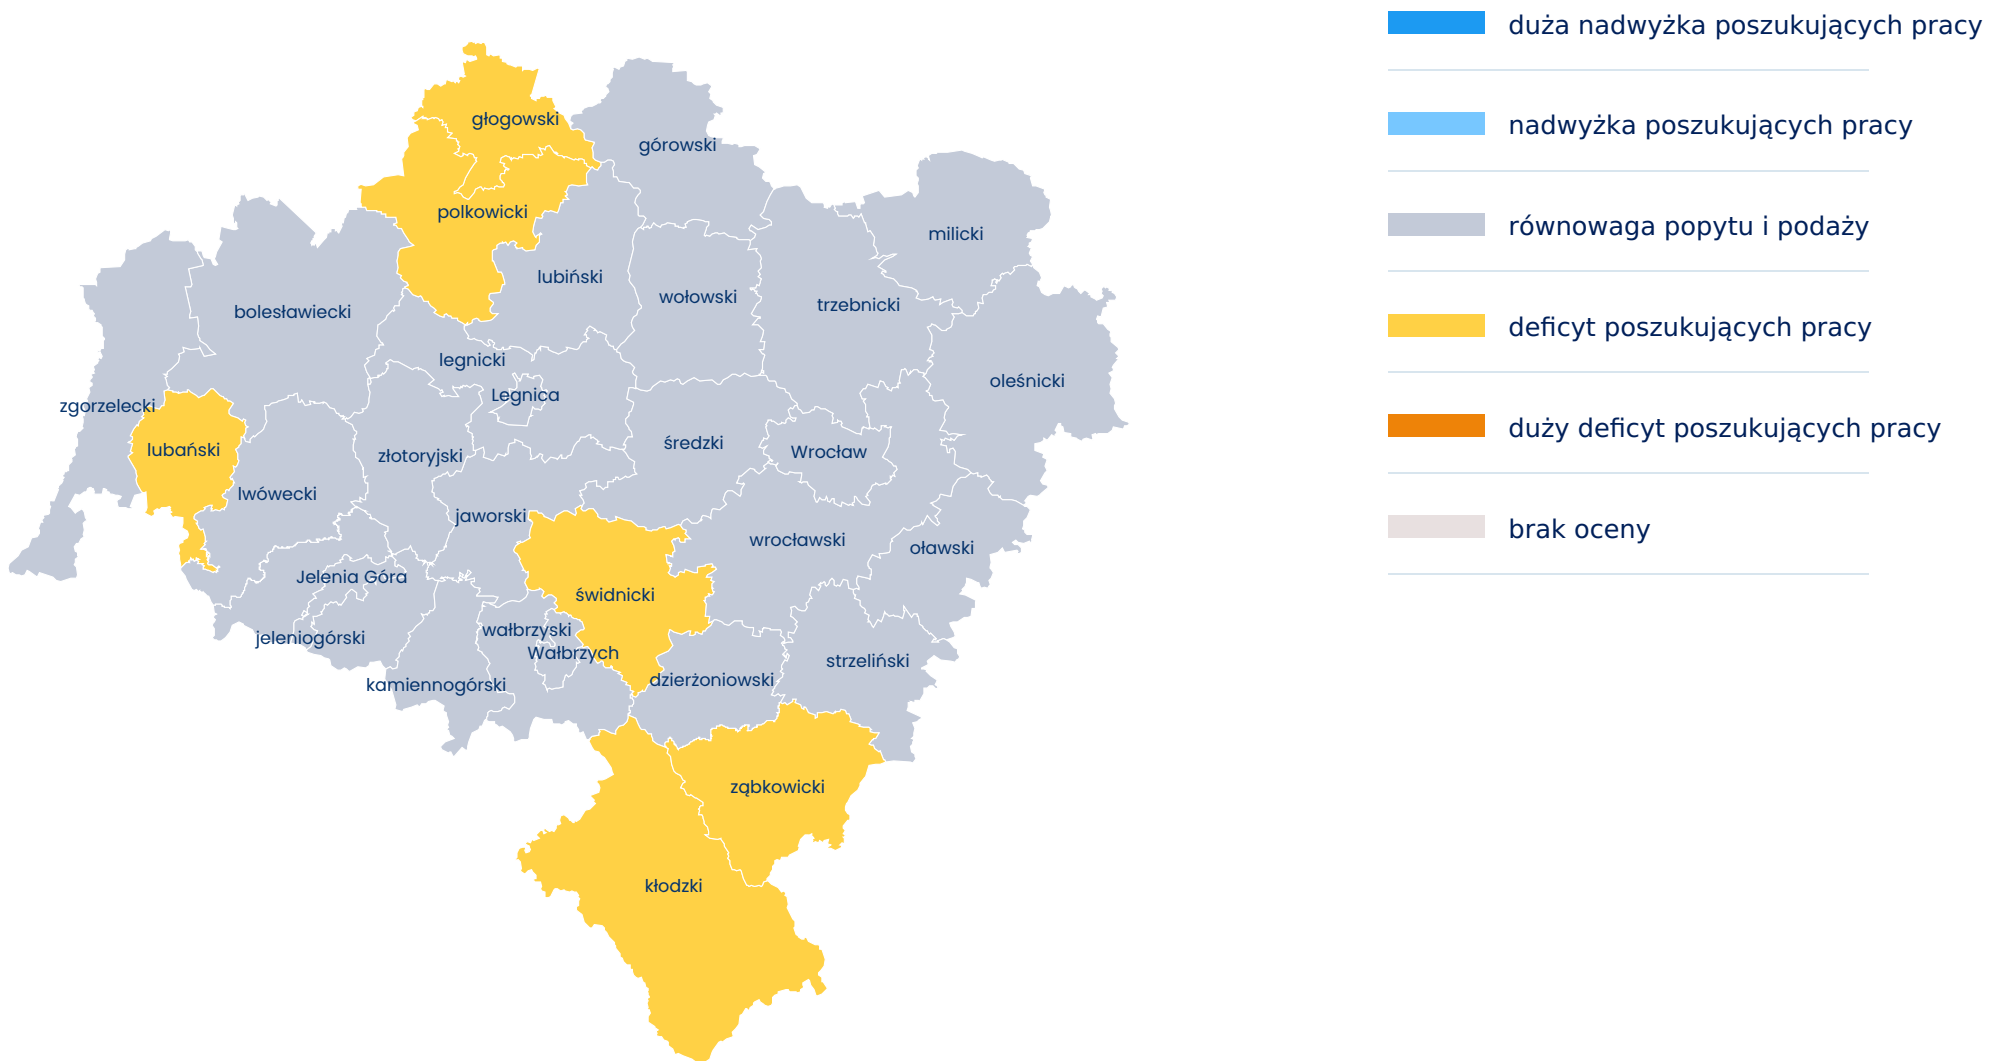 głogowski
górowski
polkowicki
milicki
lubiński
wołowski
trzebnicki
bolesławiecki
legnicki
Legnica
oleśnicki
zgorzelecki
lubański
złotoryjski
średzki
Wrocław
lwówecki
jaworski
wrocławski
oławski
Jelenia Góra
świdnicki
jeleniogórski
wałbrzyski
Wałbrzych
kamiennogórski
dzierżoniowski
strzeliński
ząbkowicki
kłodzki
duża nadwyżka poszukujących pracy
nadwyżka poszukujących pracy
równowaga popytu i podaży
deficyt poszukujących pracy
duży deficyt poszukujących pracy
brak oceny